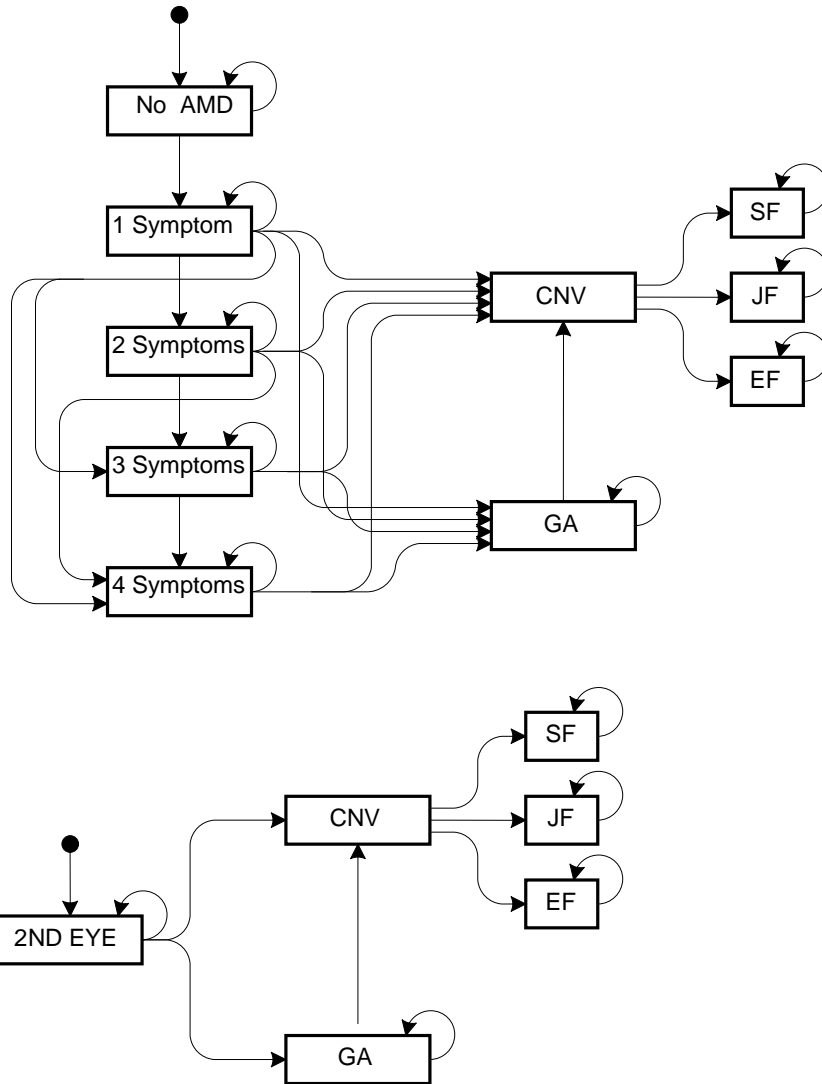 No AMD
1 Symptom
SF
CNV
JF
2 Symptoms
EF
3 Symptoms
GA
4 Symptoms
SF
CNV
JF
EF
2ND EYE
GA